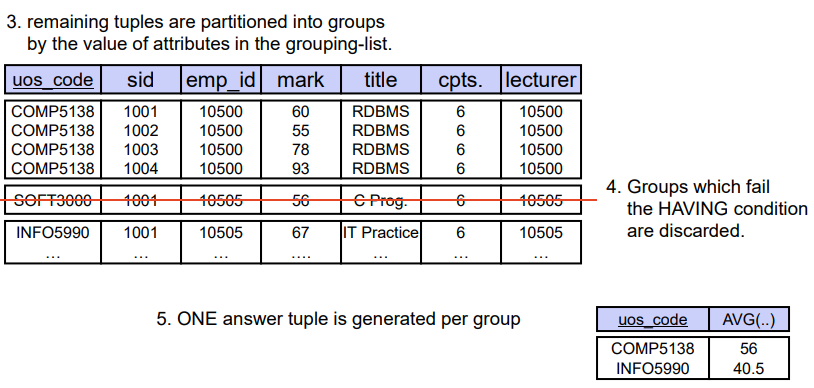 3. remaining tuples are partitioned into groups
by the value of attributes in the grouping-list.
uos_code sid emp_id mark title cpts. lecturer
COMP5138 1001 10500 60 RDBMS 6 10500
COMP5138 1002 10500 55 RDBMS 6 10500
COMP5138 1003 10500 78 RDBMS 6 10500
COMP5138 1004 10500 93 RDBMS 6 10500
SOFT3000 1001 10505 56 C Prog. 6 10505
INFO5990 1001 10505 67 IT Practice 6 10505
... ... ... .... ... ... ...
4. Groups which fail
the HAVING condition
are discarded.
5. ONE answer tuple is generated per group
uos_code AVG(..)
COMP5138 56
INFO5990 40.5